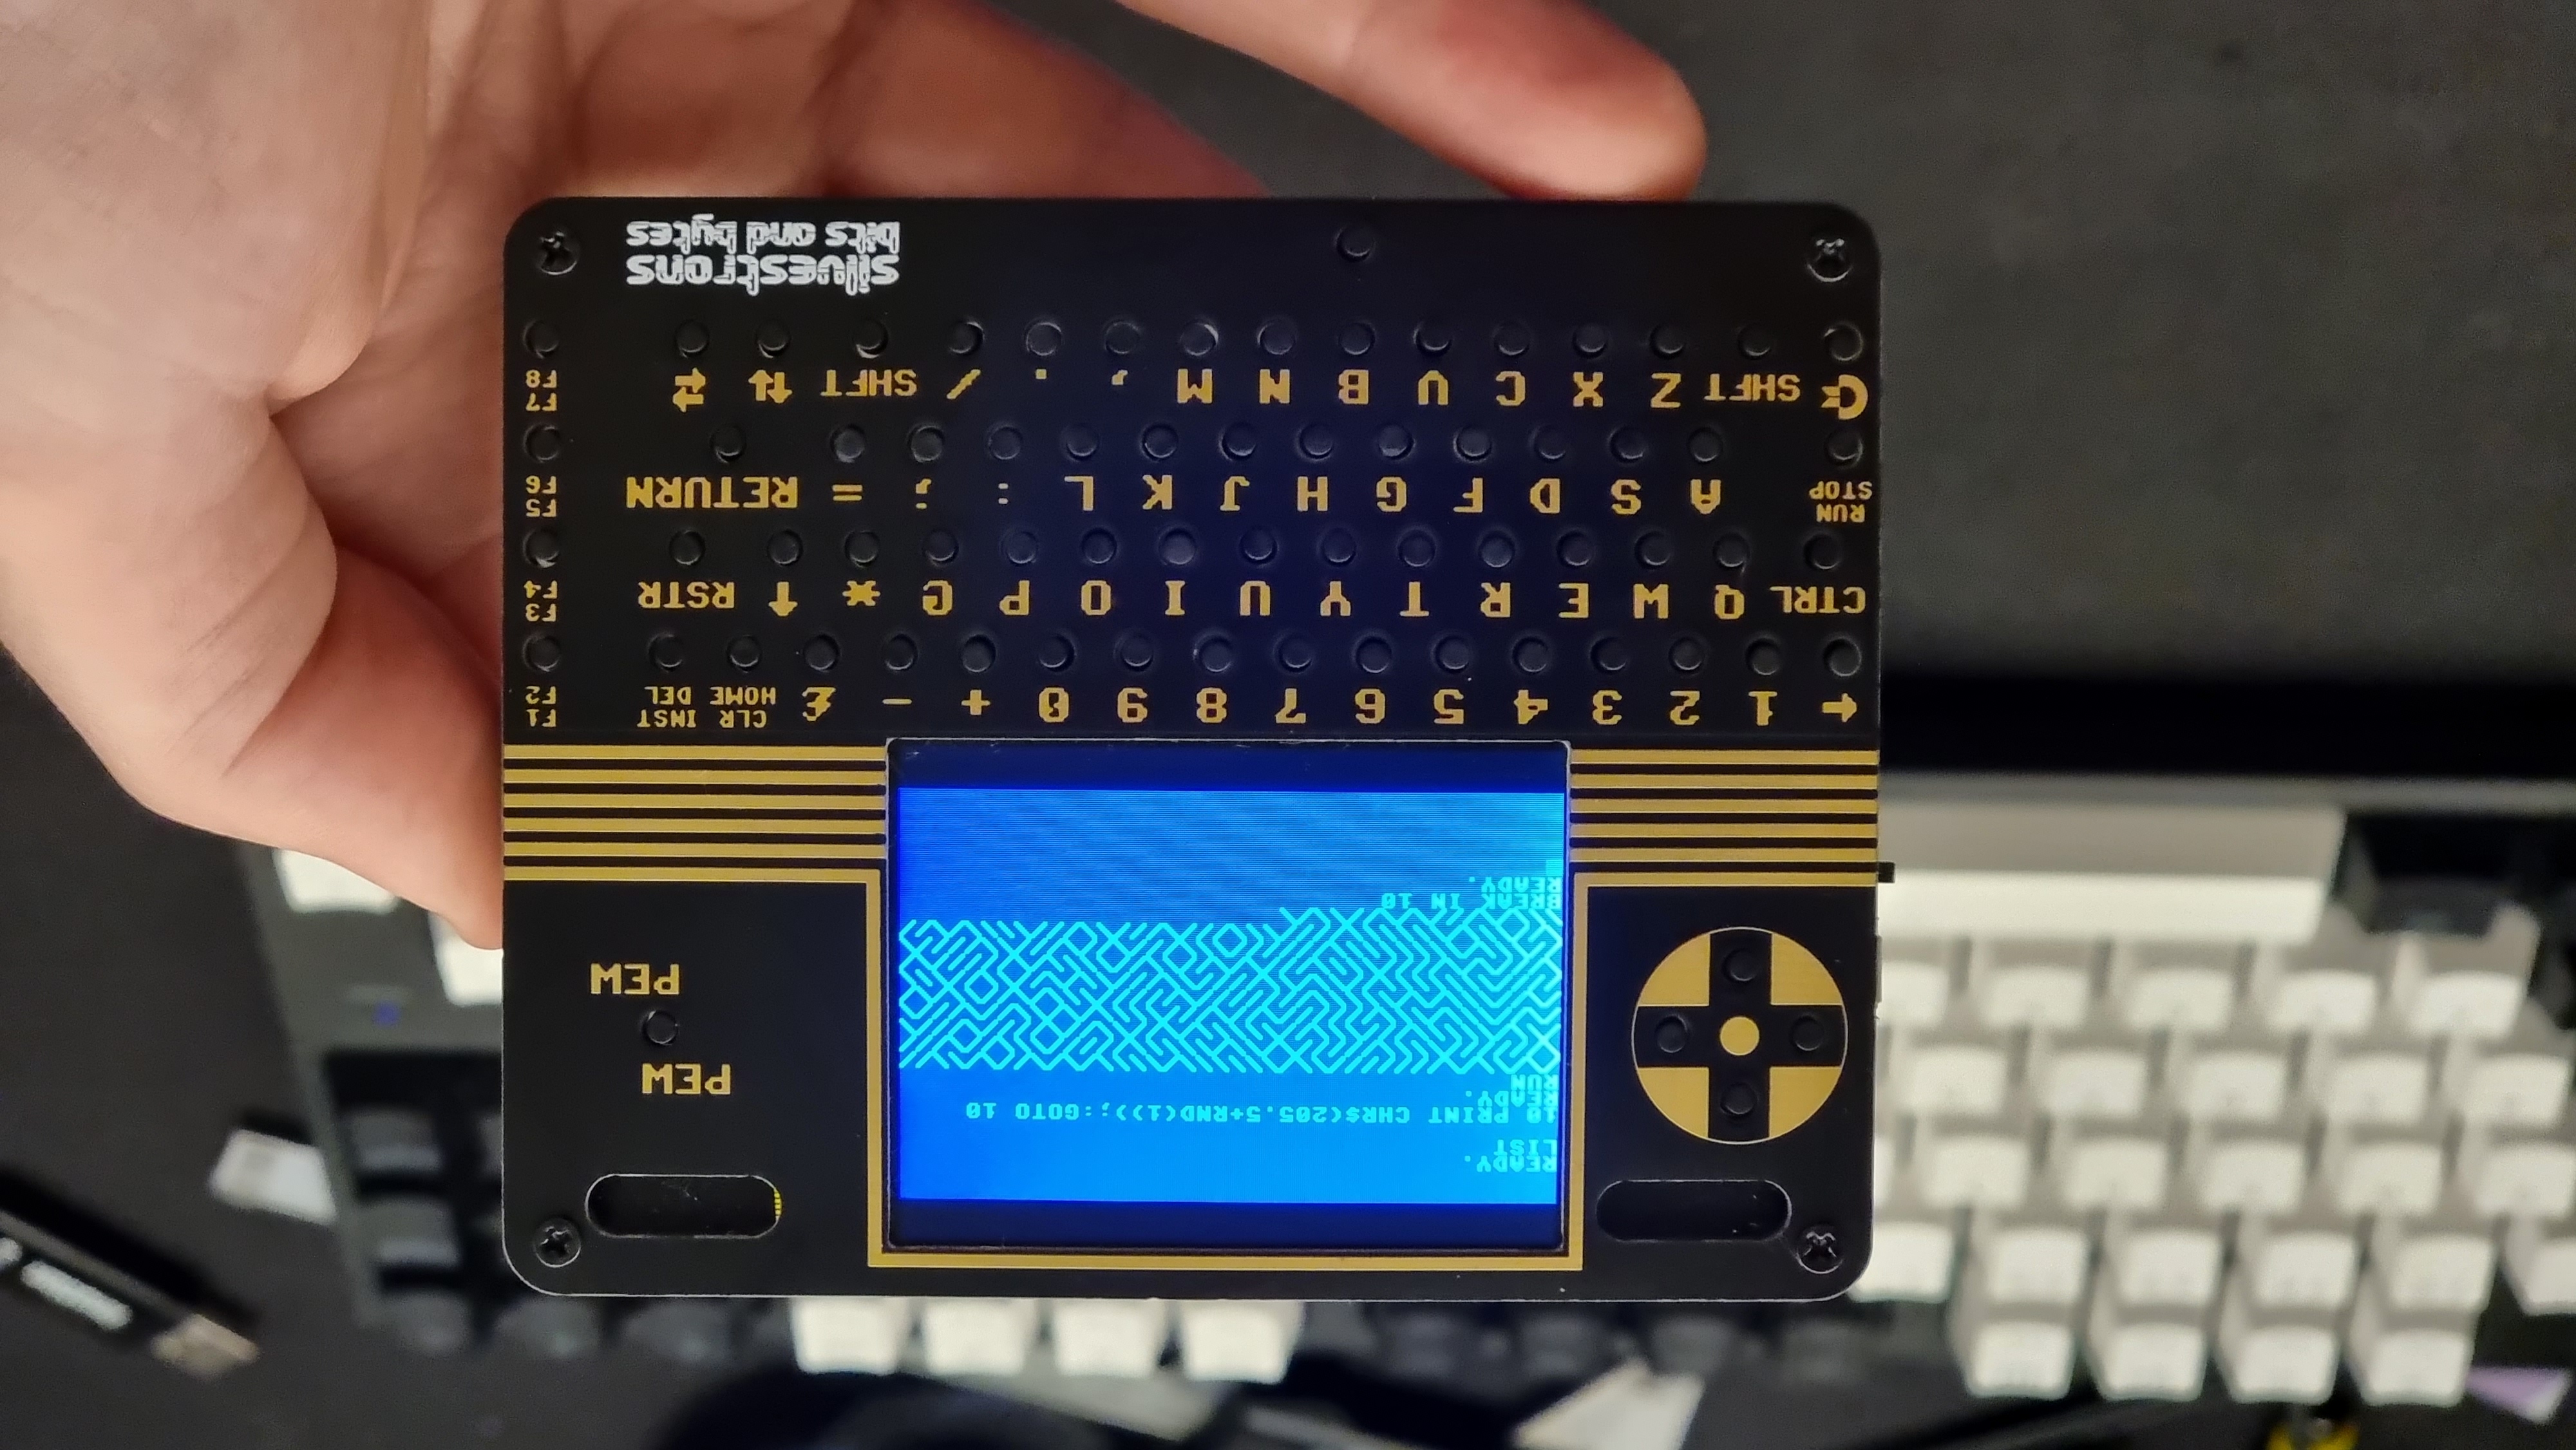 READY.
LIST
10 PRINT CHR$(205.5+RND(1));:GOTO 10
READY.
RUN
BREAK IN 10
READY.
PEW
PEW
← 1 2 3 4 5 6 7 8 9 0 + - £ CLR HOME INST DEL F1 F2
CTRL Q W E R T Y U I O P @ * ↑ RSTR F3 F4
RUN STOP A S D F G H J K L : ; = RETURN F5 F6
SHFT Z X C V B N M , . / SHFT ↑↓ ⇄ F7 F8
silvestrons
bits and bytes